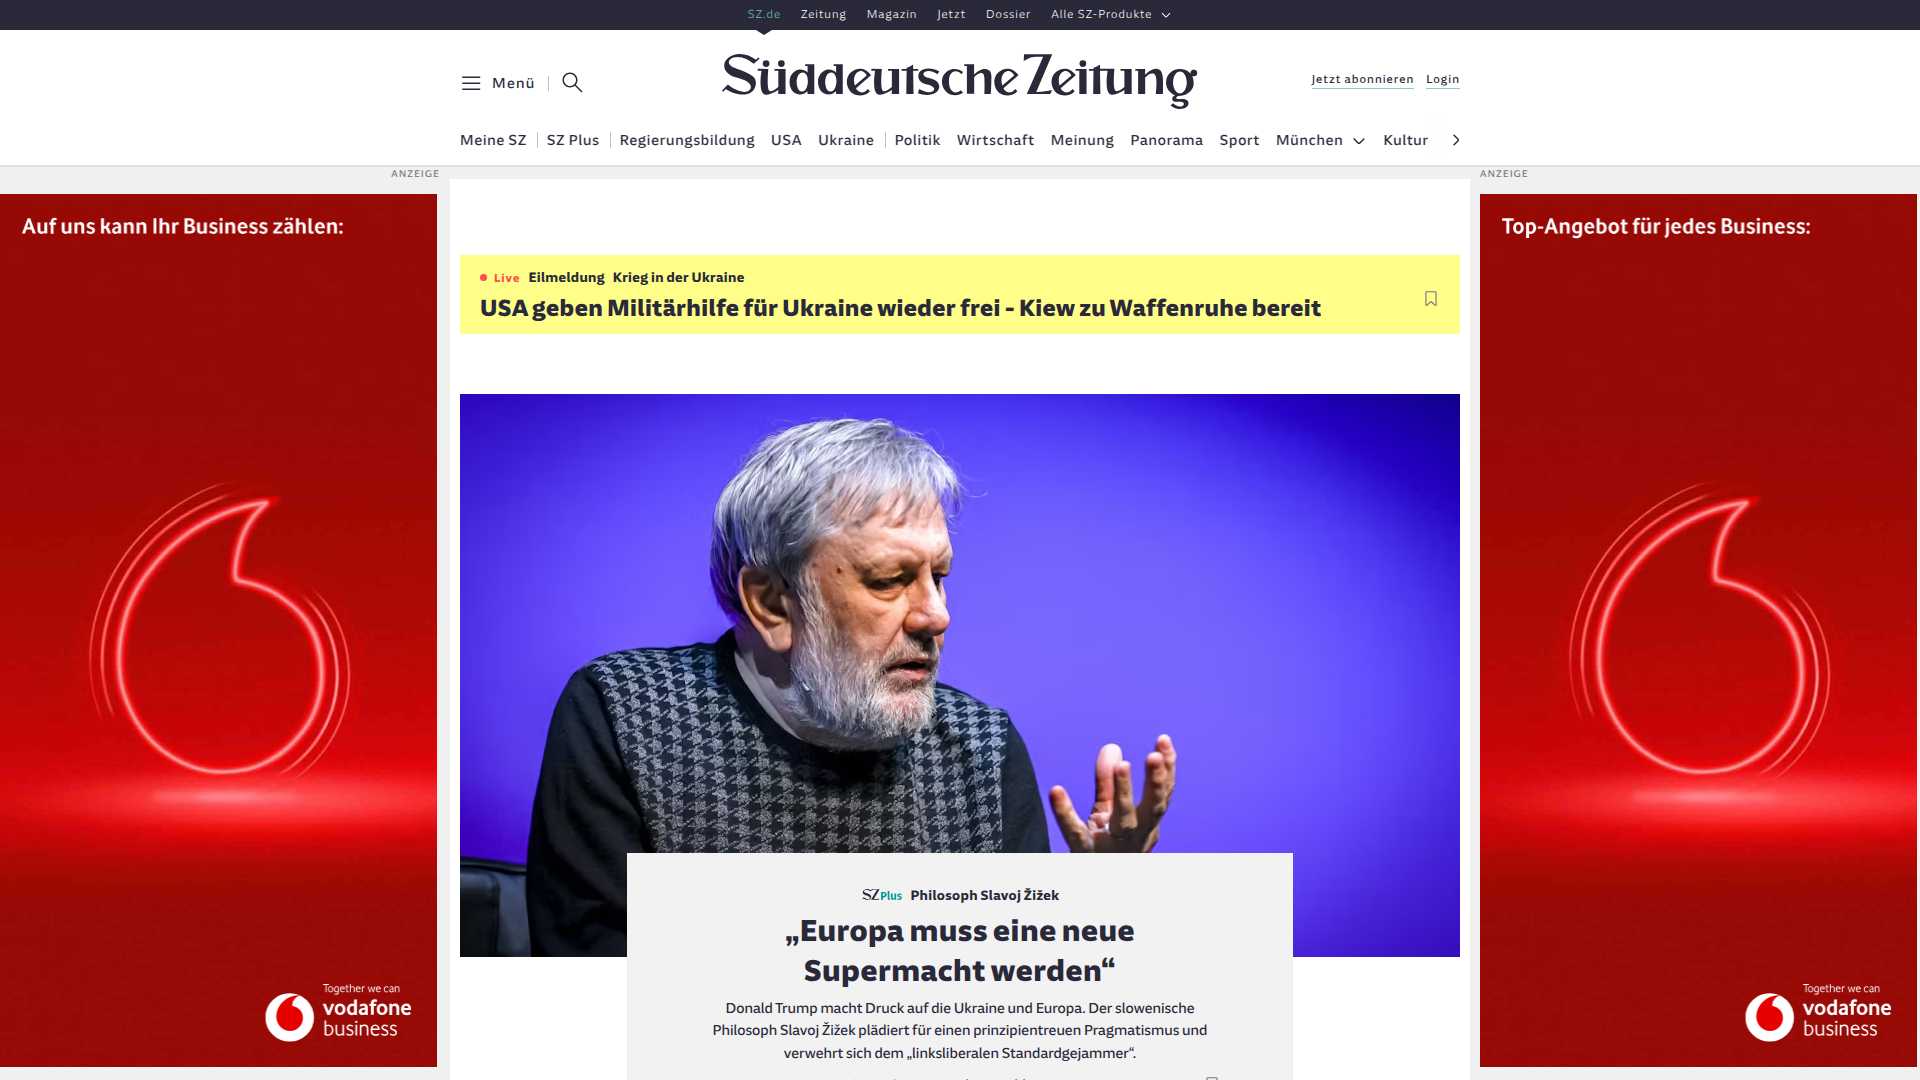 SZ.de Zeitung Magazin Jetzt Dossier Alle SZ-Produkte
Menü
Süddeutsche Zeitung
Jetzt abonnieren Login
Meine SZ SZ Plus Regierungsbildung USA Ukraine Politik Wirtschaft Meinung Panorama Sport München Kultur
ANZEIGE
Auf uns kann Ihr Business zählen:
Together we can
vodafone
business
Live Eilmeldung Krieg in der Ukraine
USA geben Militärhilfe für Ukraine wieder frei - Kiew zu Waffenruhe bereit
SZ Plus Philosoph Slavoj Žižek
„Europa muss eine neue
Supermacht werden“
Donald Trump macht Druck auf die Ukraine und Europa. Der slowenische
Philosoph Slavoj Žižek plädiert für einen prinzipientreuen Pragmatismus und
verwehrt sich dem „linksliberalen Standardgejammer“.
ANZEIGE
Top-Angebot für jedes Business:
Together we can
vodafone
business